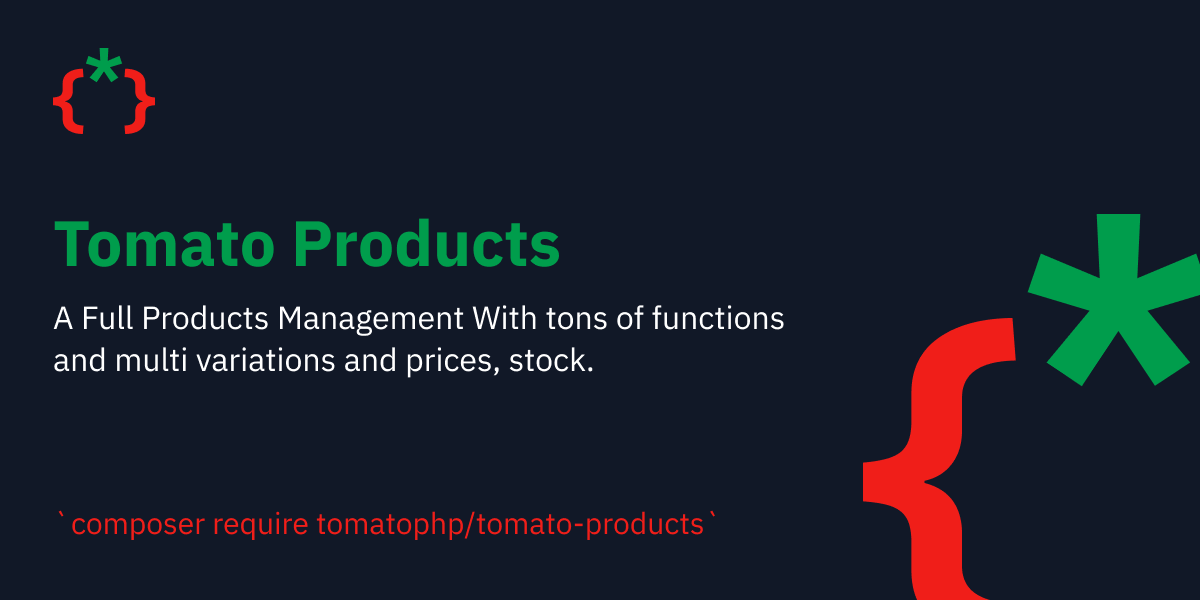 {*}
Tomato Products
A Full Products Management With tons of functions
and multi variations and prices, stock.
`composer require tomatophp/tomato-products`